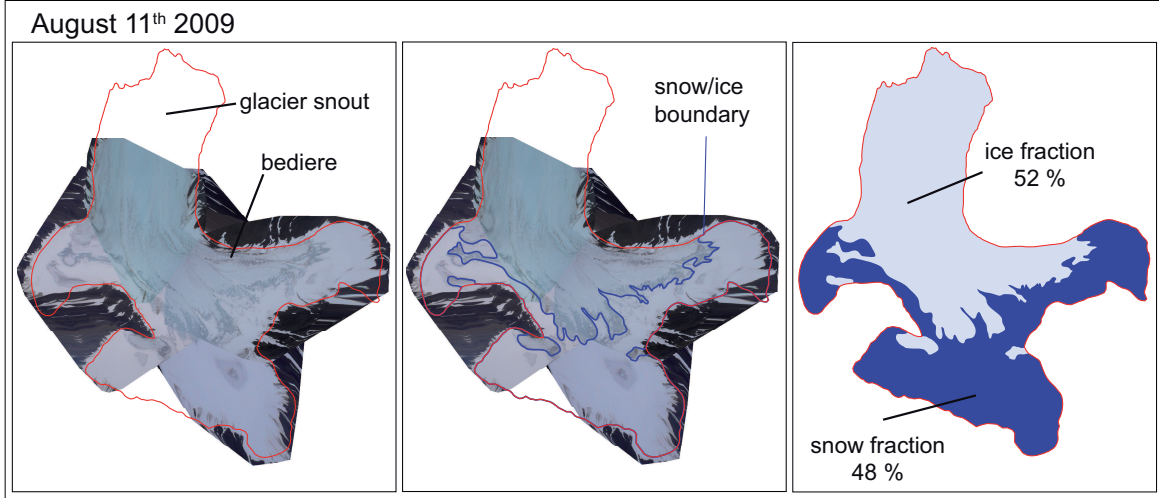 August 11th 2009
glacier snout
bediere
snow/ice
boundary
ice fraction
52 %
snow fraction
48 %